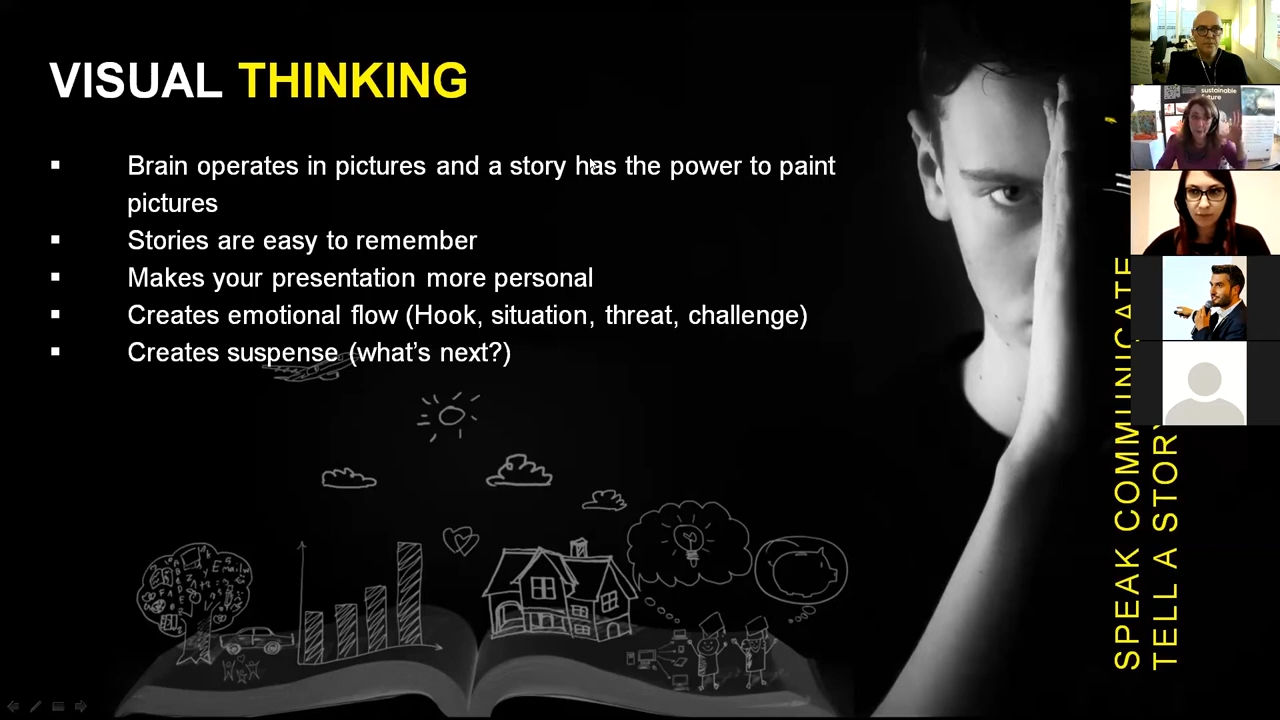 VISUAL THINKING
▪ Brain operates in pictures and a story has the power to paint
pictures
▪ Stories are easy to remember
▪ Makes your presentation more personal
▪ Creates emotional flow (Hook, situation, threat, challenge)
▪ Creates suspense (what's next?)
SPEAK COMMUNICATE
TELL A STORY
sustainable
future